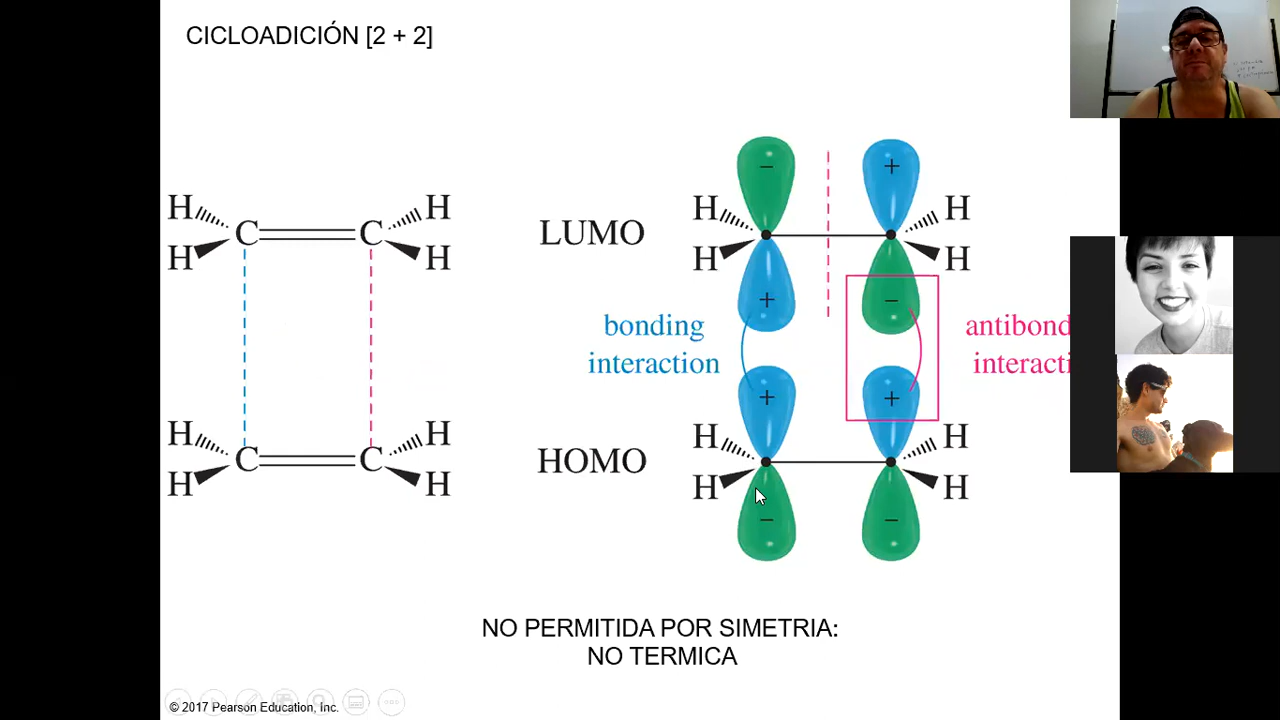 CICLOADICIÓN [2 + 2]
H H
C C
H H
LUMO
− +
H H
H H
+ −
bonding
interaction
antibond
interacti
+ +
H H
C C
H H
HOMO
H H
H H
− −
NO PERMITIDA POR SIMETRIA:
NO TERMICA
© 2017 Pearson Education, Inc.